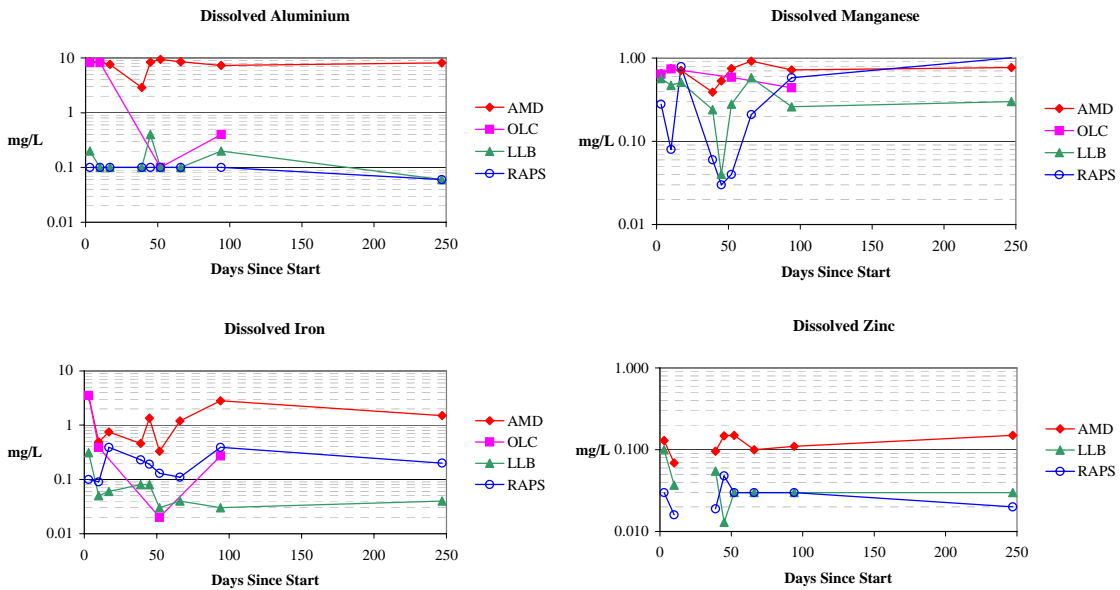 Dissolved Aluminium
10
1
0.1
0.01
mg/L
0 50 100 150 200 250
Days Since Start
AMD
OLC
LLB
RAPS
Dissolved Manganese
1.00
0.10
0.01
mg/L
0 50 100 150 200 250
Days Since Start
AMD
OLC
LLB
RAPS
Dissolved Iron
10
1
0.1
0.01
mg/L
0 50 100 150 200 250
Days Since Start
AMD
OLC
LLB
RAPS
Dissolved Zinc
1.000
0.100
0.010
mg/L
0 50 100 150 200 250
Days Since Start
AMD
LLB
RAPS